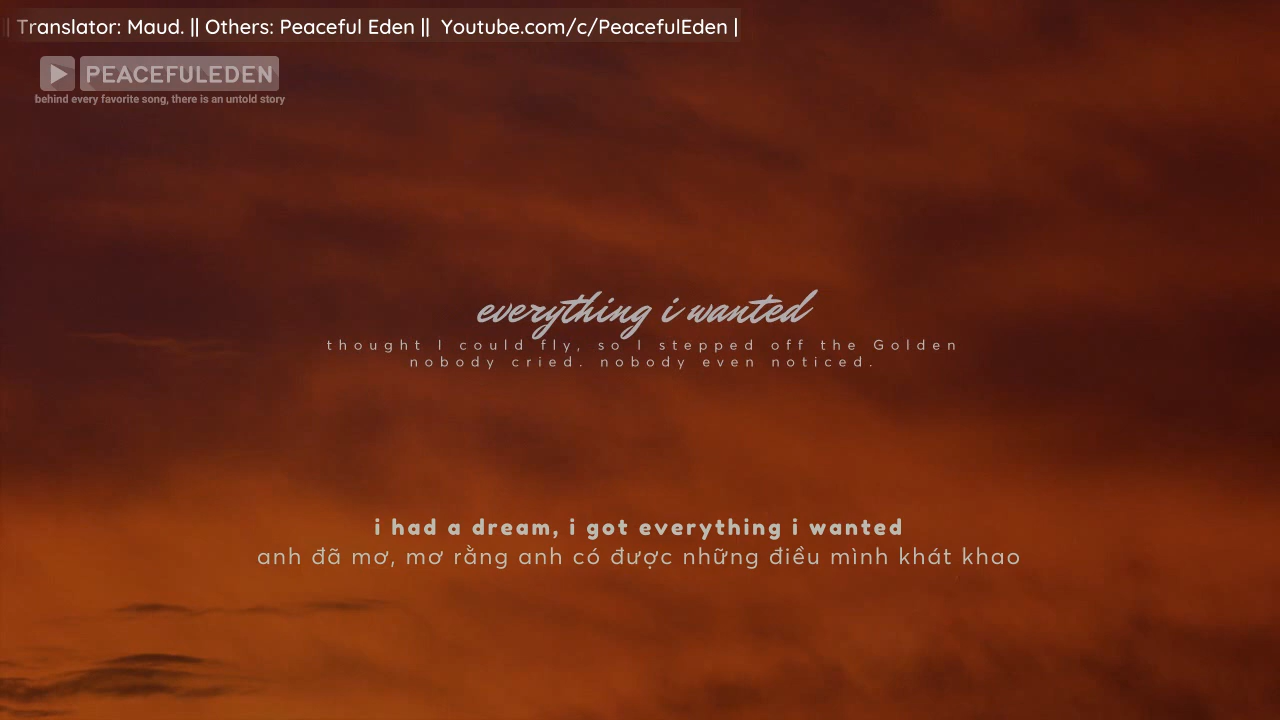 || Translator: Maud. || Others: Peaceful Eden || Youtube.com/c/PeacefulEden |
PEACEFULEDEN
behind every favorite song, there is an untold story
everything i wanted
thought I could fly, so I stepped off the Golden
nobody cried. nobody even noticed.
i had a dream, i got everything i wanted
anh đã mơ, mơ rằng anh có được những điều mình khát khao